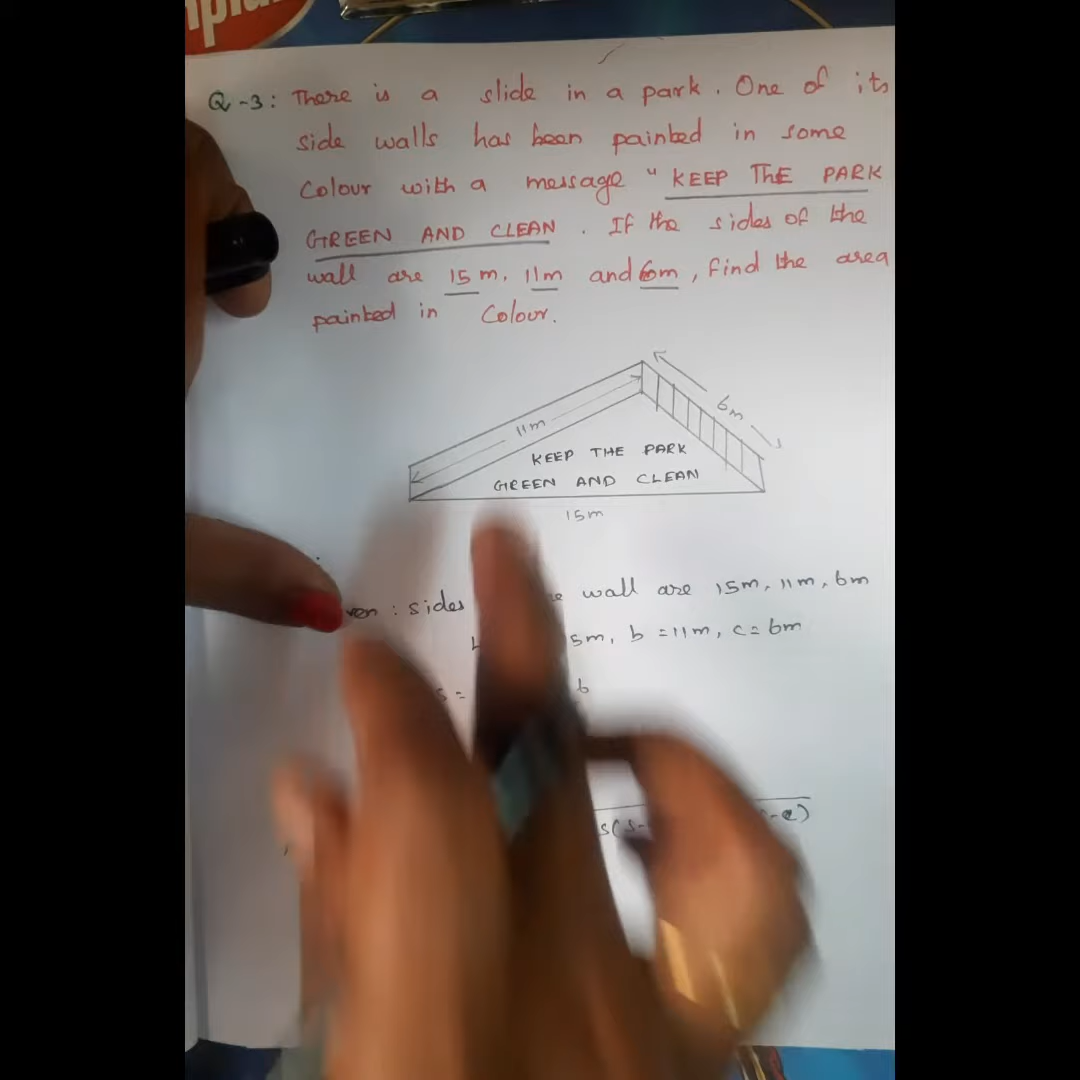 Q-3: There is a slide in a park. One of its
side walls has been painted in some
Colour with a message "KEEP THE PARK
GREEN AND CLEAN. If the sides of the
wall are 15m, 11m and 6m, find the area
painted in Colour.
6m
11m
KEEP THE PARK
GREEN AND CLEAN
15m
ven: sides wall are 15m, 11m, 6m
5m, b = 11m, c = 6m
s =